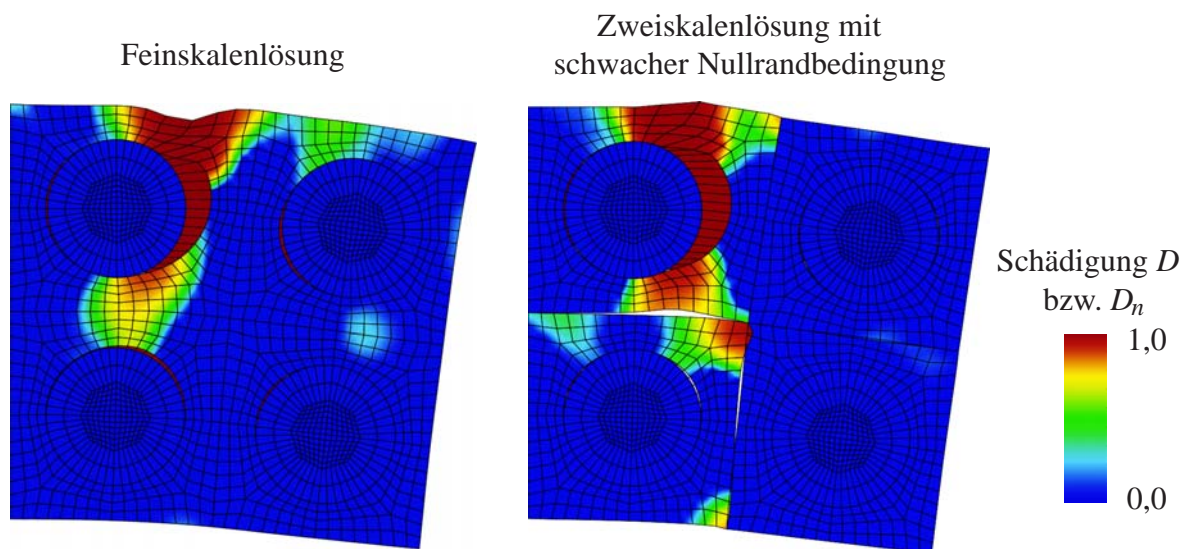 Feinskalenlösung
Zweiskalenlösung mit
schwacher Nullrandbedingung
Schädigung D
bzw. Dn
1,0
0,0